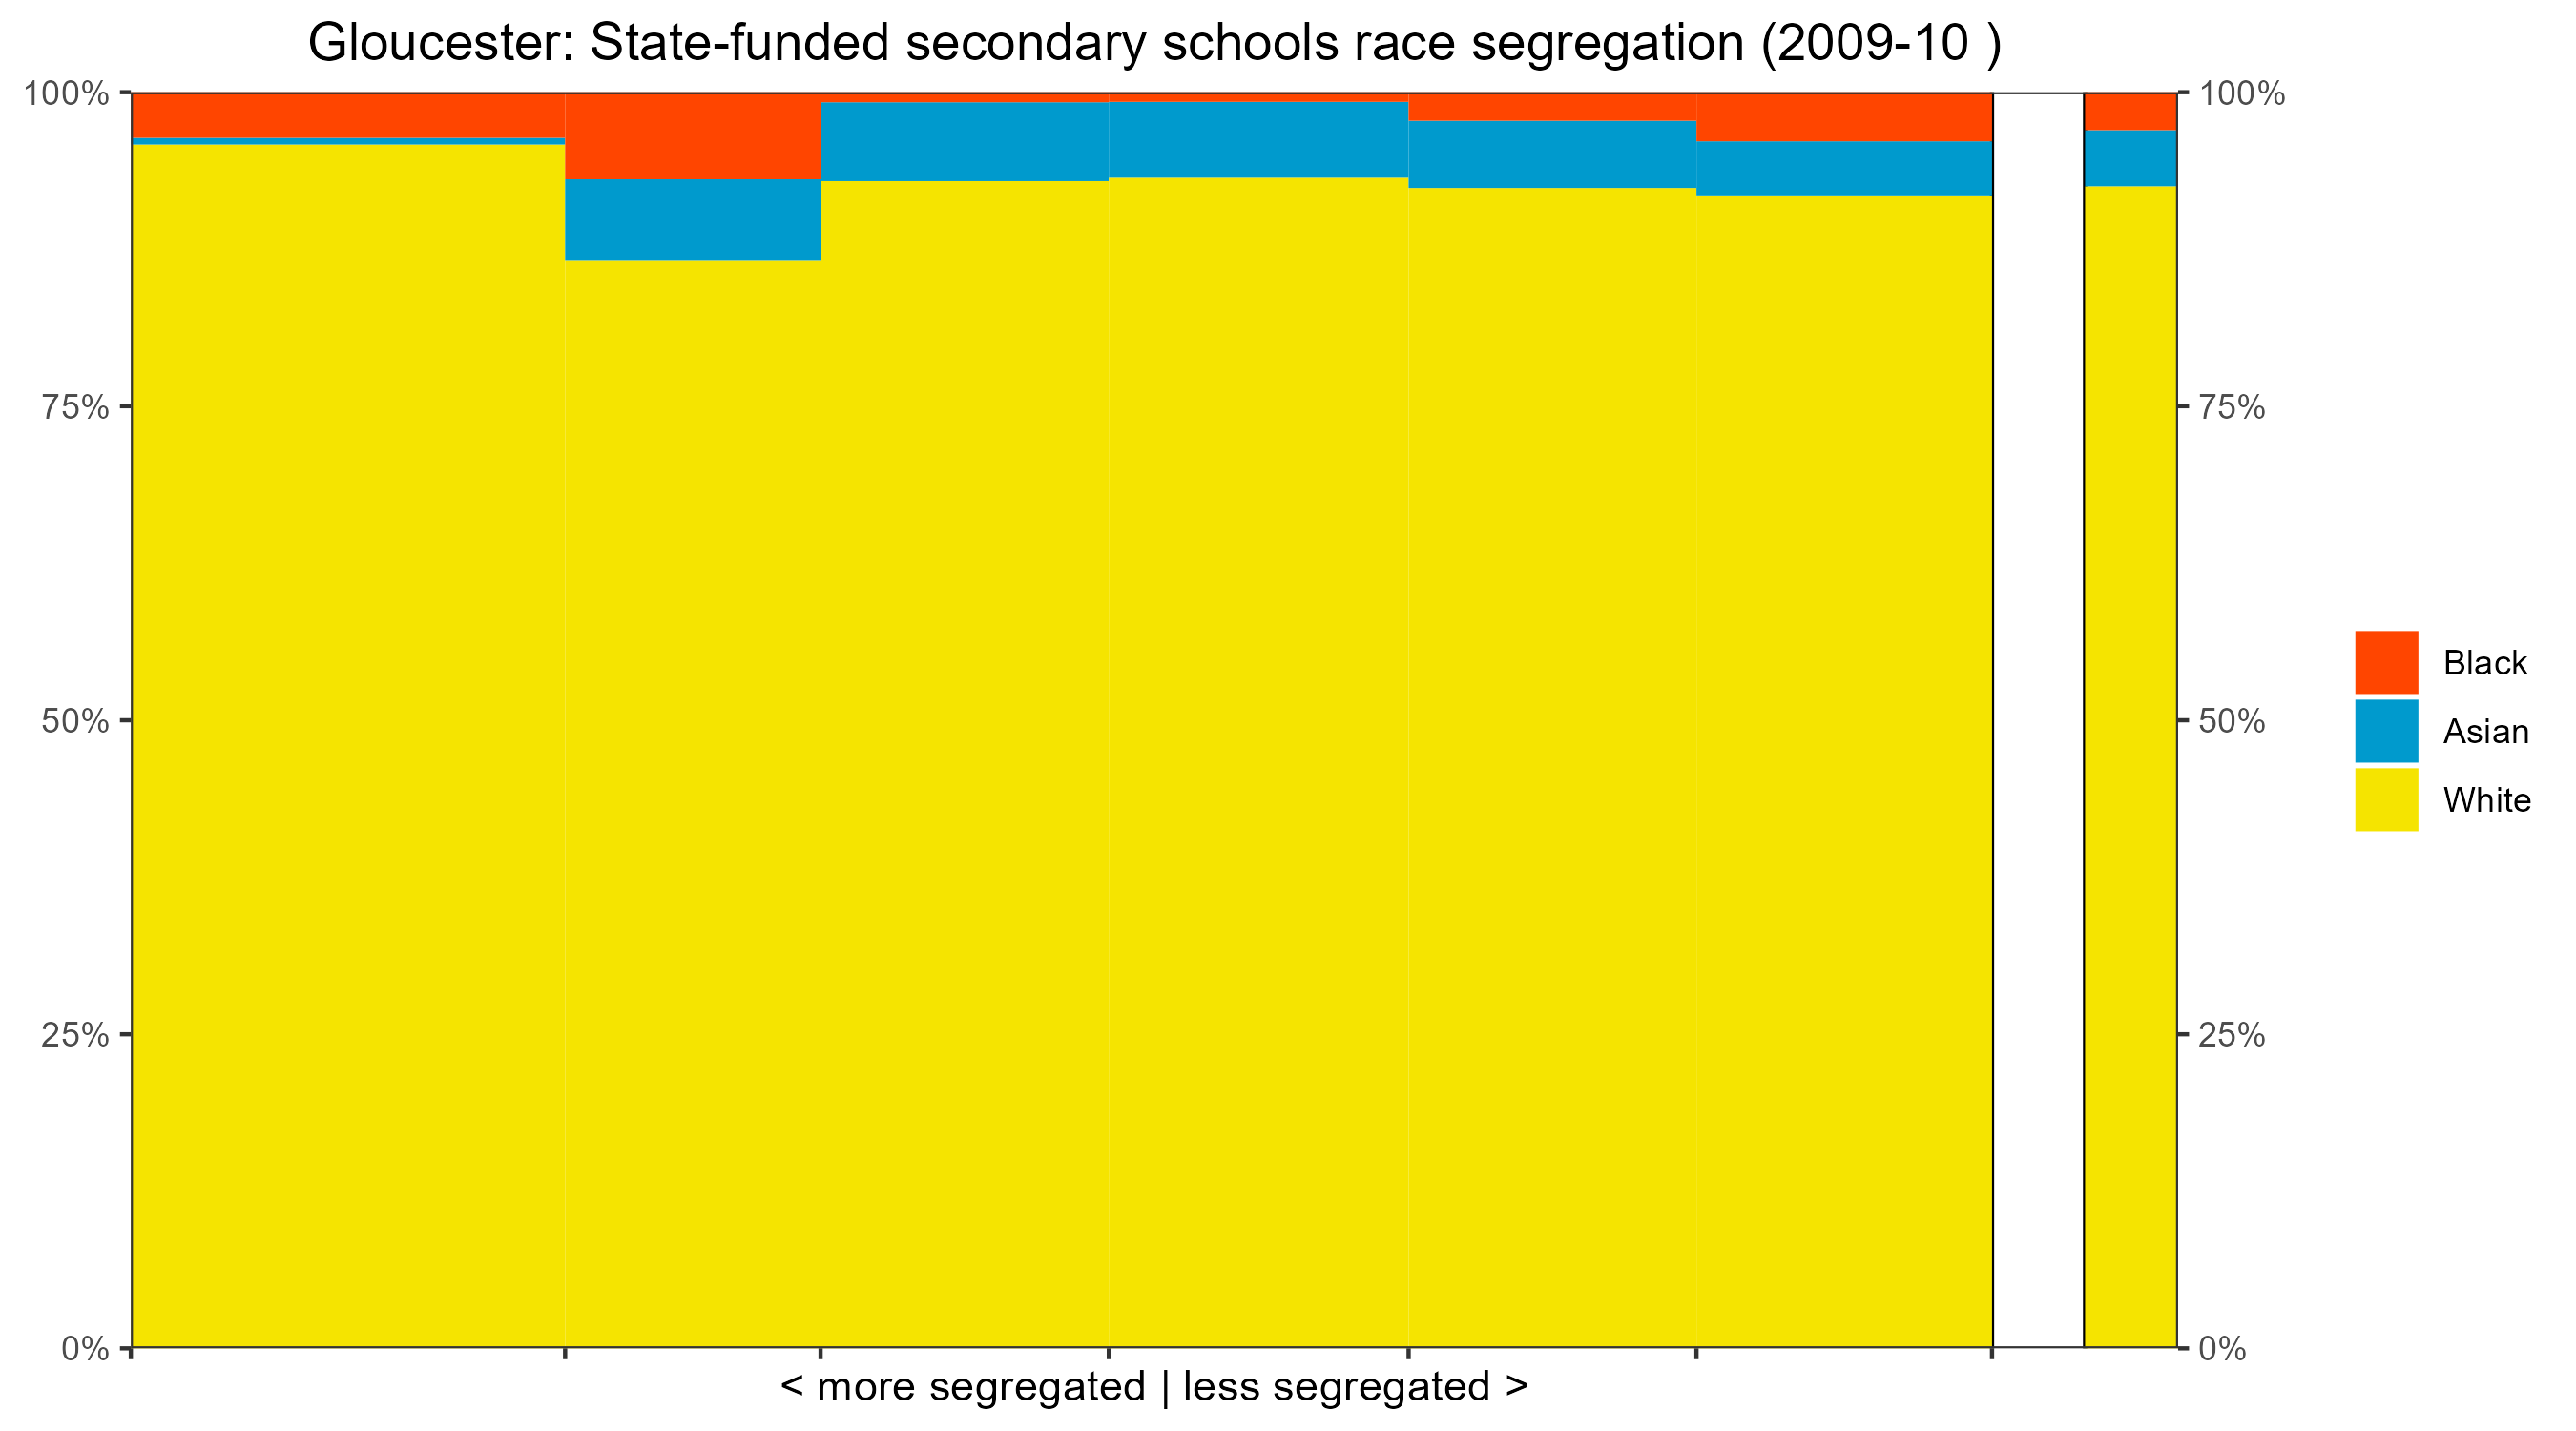 Gloucester: State-funded secondary schools race segregation (2009-10 )
100%
75%
50%
25%
0%
100%
75%
50%
25%
0%
Black
Asian
White
< more segregated | less segregated >